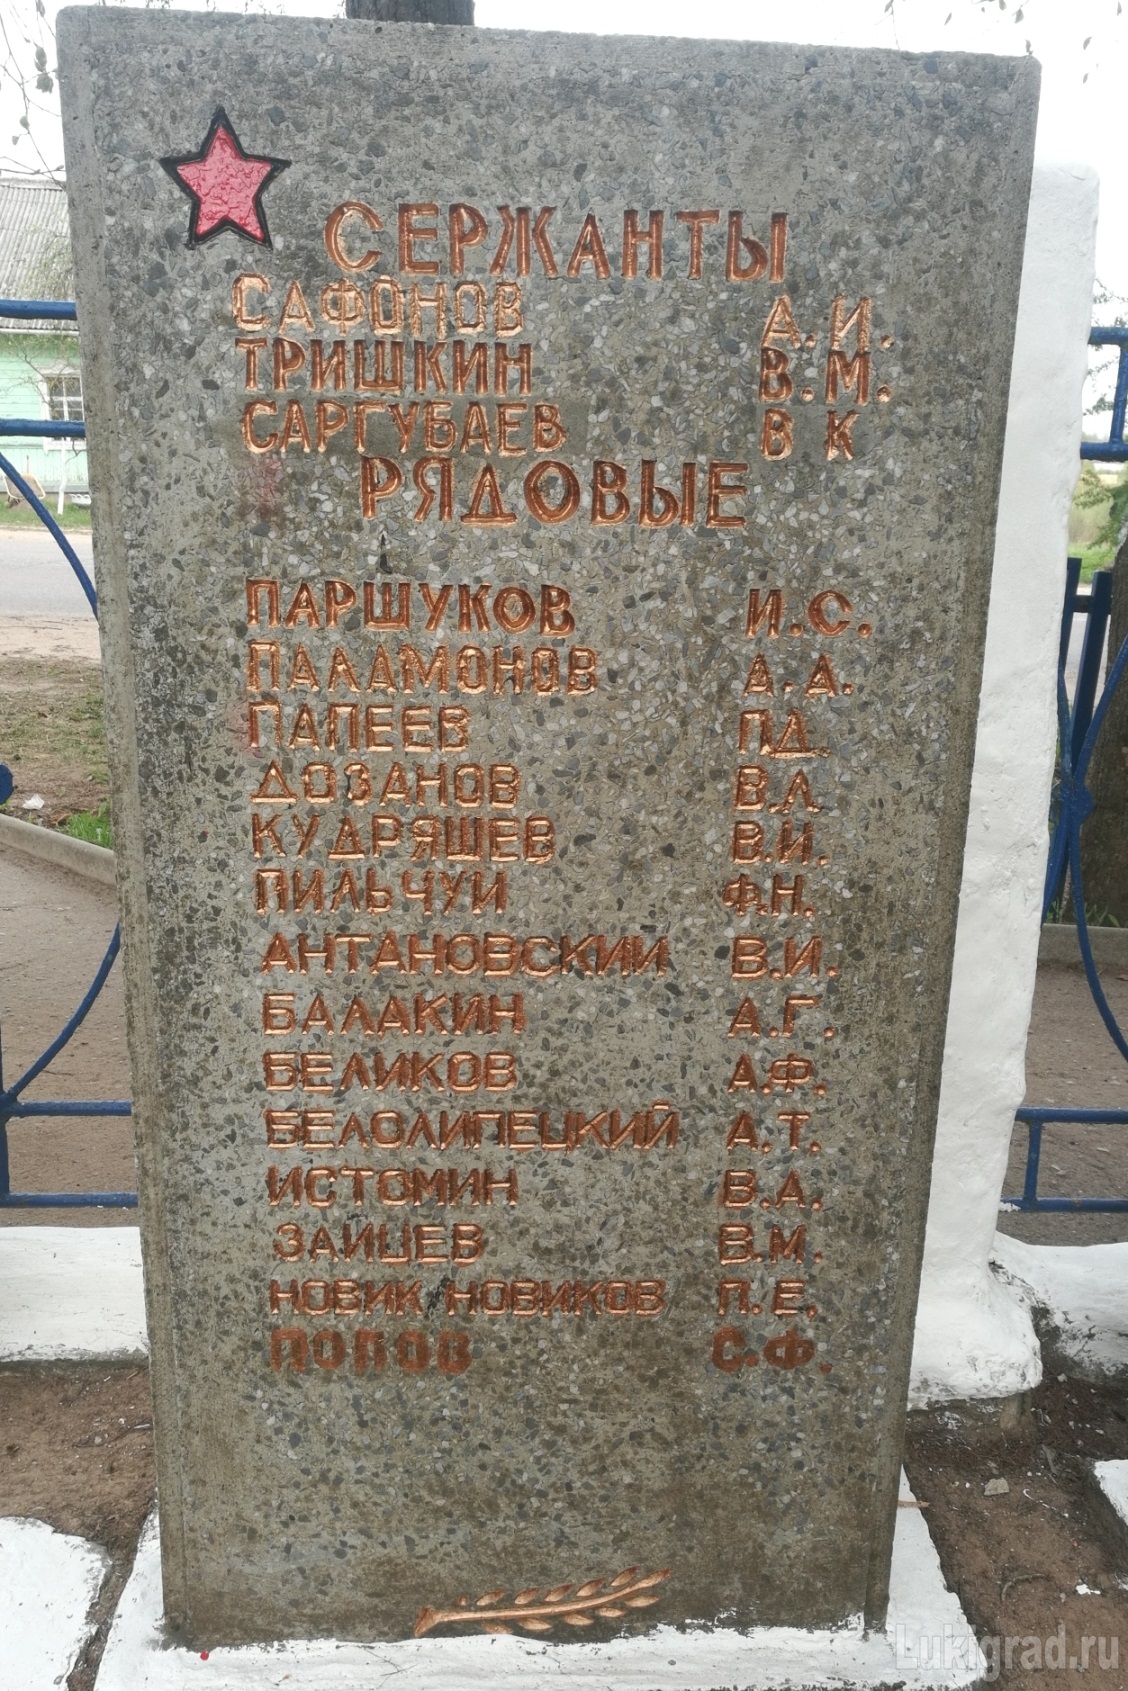 СЕРЖАНТЫ
САФОНОВ А.И.
ТРИШКИН В.М.
САРГУБАЕВ В К
РЯДОВЫЕ
ПАРШУКОВ И.С.
ПАЛАМОНОВ А.А.
ПАПЕЕВ П.Д.
ДОЗАНОВ В.Л
КУДРЯШЕВ В.И.
ПИЛЬЧУИ Ф.Н.
АНТАНОВСКИИ В.И.
БАЛАКИН А.Г.
БЕЛИКОВ А.Ф.
БЕЛОЛИПЕЦКИЙ А.Т.
ИСТОМИН В.А.
ЗАИЦЕВ В.М.
НОВИК НОВИКОВ П.Е.
ПОПОВ С.Ф.
Lukigrad.ru